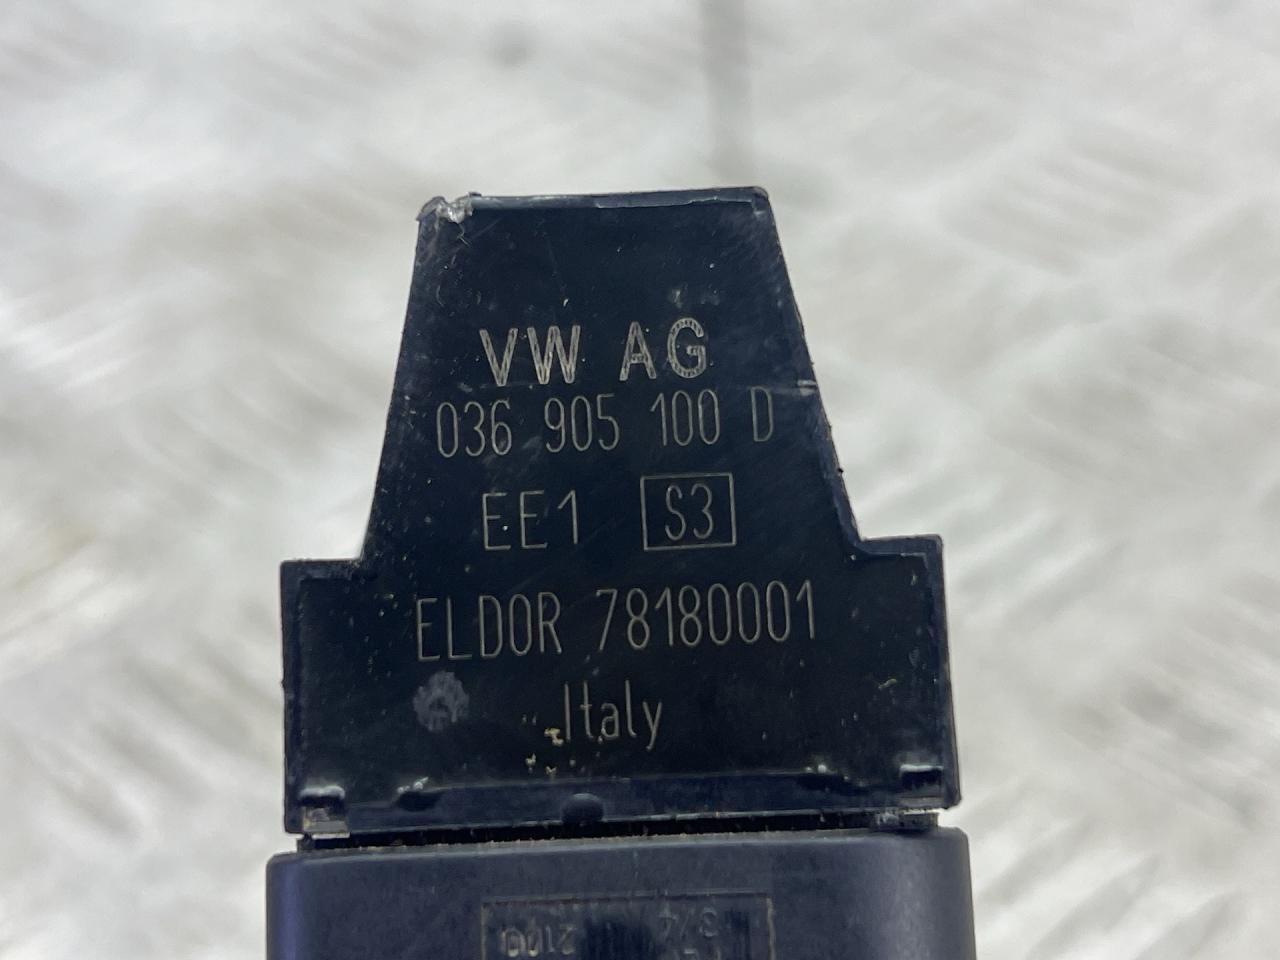 VW AG
036 905 100 D
EE1 S3
ELDOR 78180001
Italy